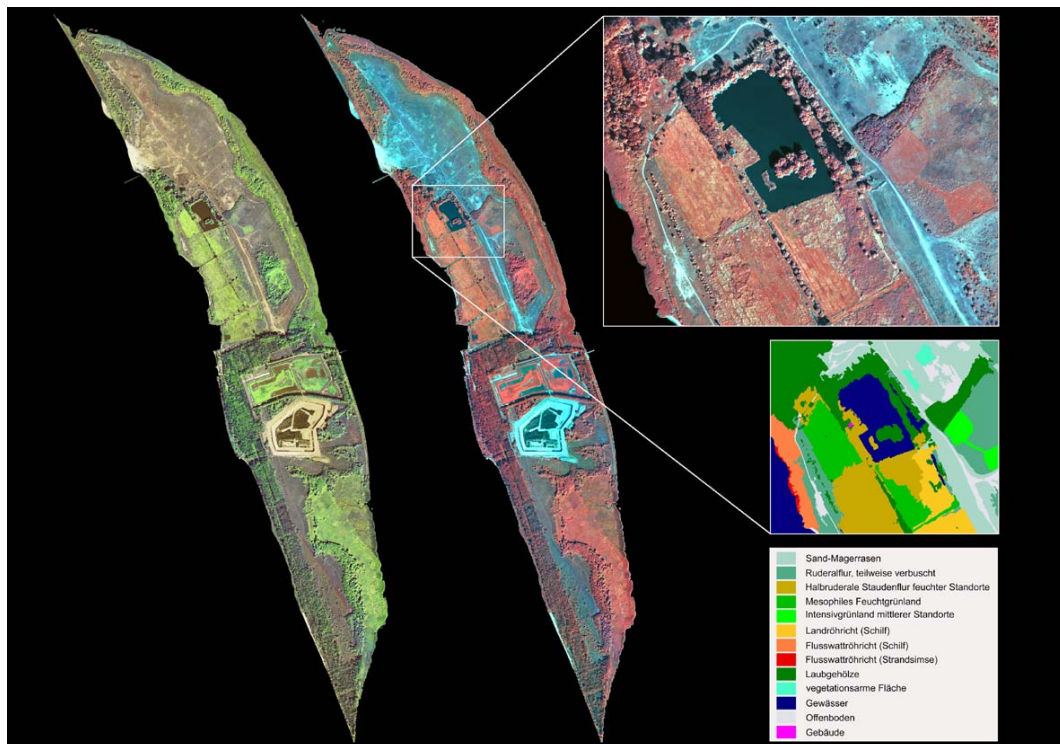 Sand-Magerrasen
Ruderalflur, teilweise verbuscht
Halbruderale Staudenflur feuchter Standorte
Mesophiles Feuchtgrünland
Intensivgrünland mittlerer Standorte
Landröhricht (Schilf)
Flusswattröhricht (Schilf)
Flusswattröhricht (Strandsimse)
Laubgehölze
vegetationsarme Fläche
Gewässer
Offenboden
Gebäude